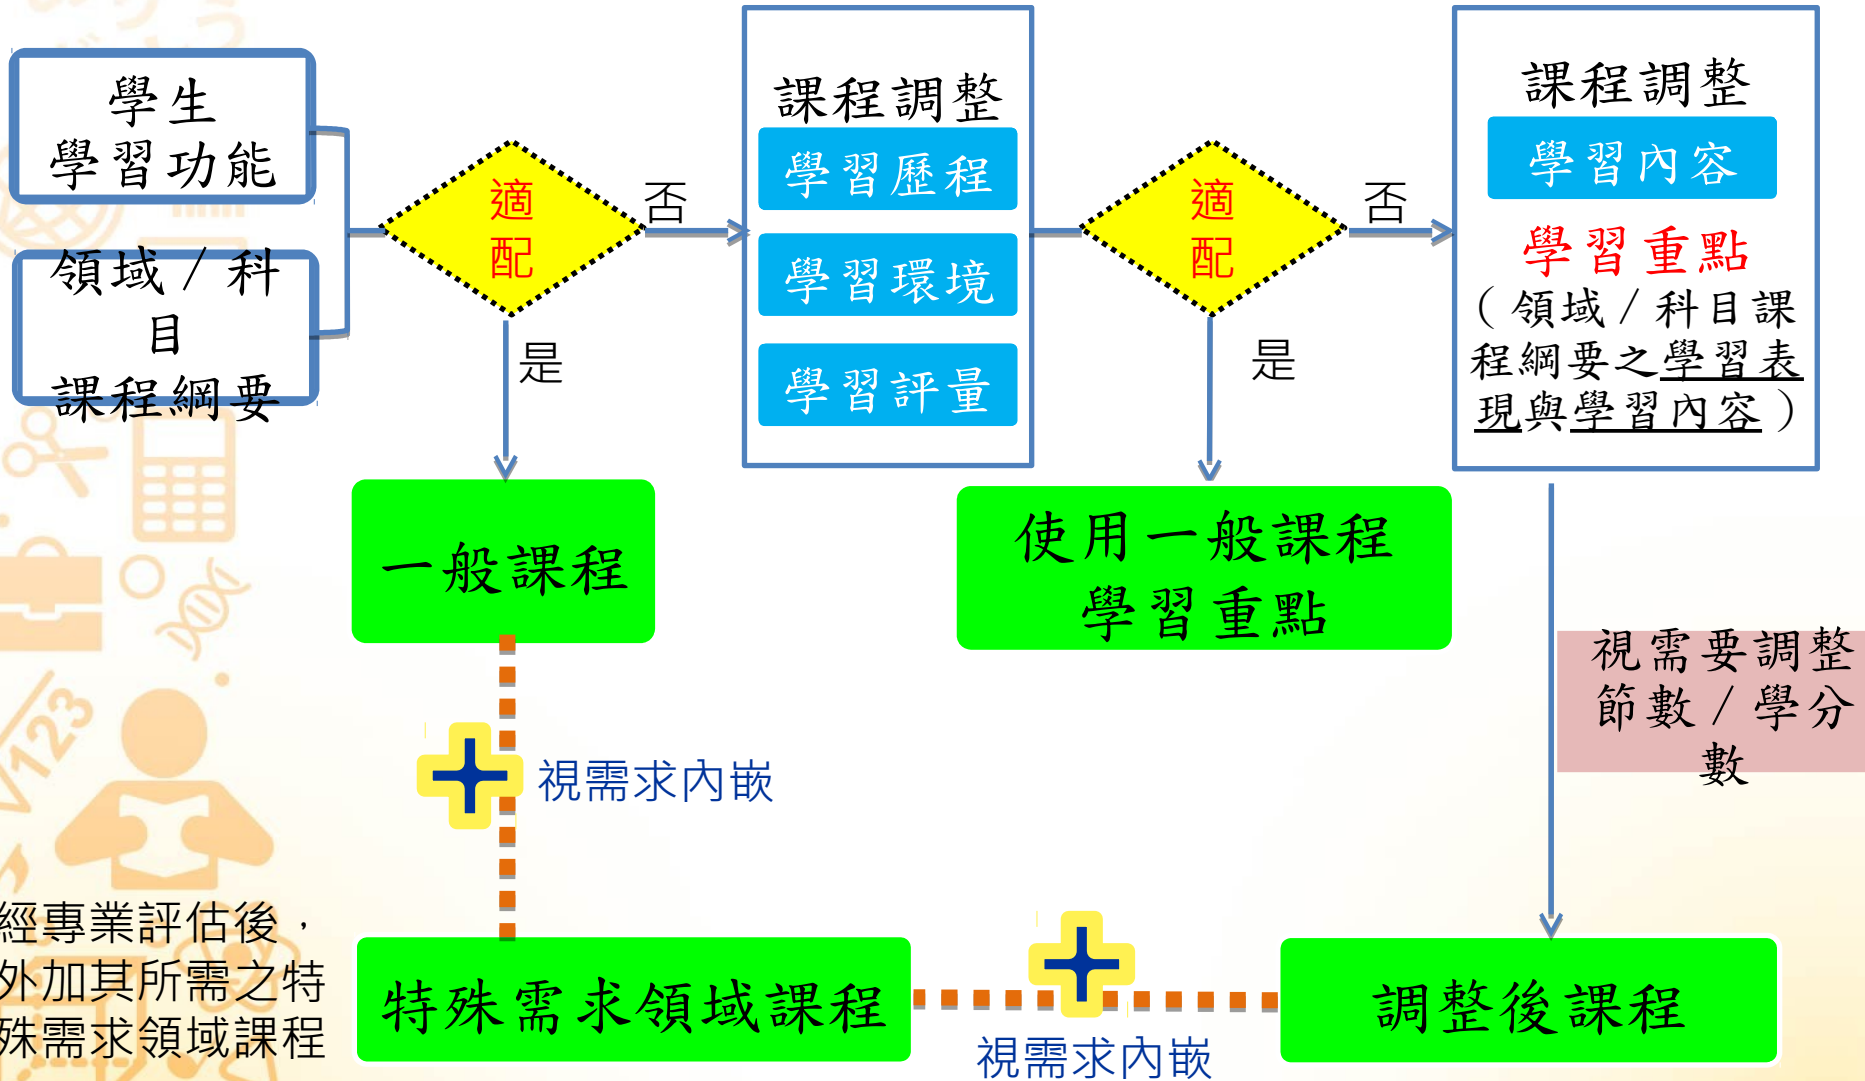 學生
學習功能
領域／科
目
課程綱要
適
配
否
是
課程調整
學習歷程
學習環境
學習評量
適
配
否
是
課程調整
學習內容
學習重點
（領域／科目課
程綱要之學習表
現與學習內容）
一般課程
使用一般課程
學習重點
視需要調整
節數／學分
數
視需求內嵌
經專業評估後，
外加其所需之特
殊需求領域課程
特殊需求領域課程
視需求內嵌
調整後課程
√123